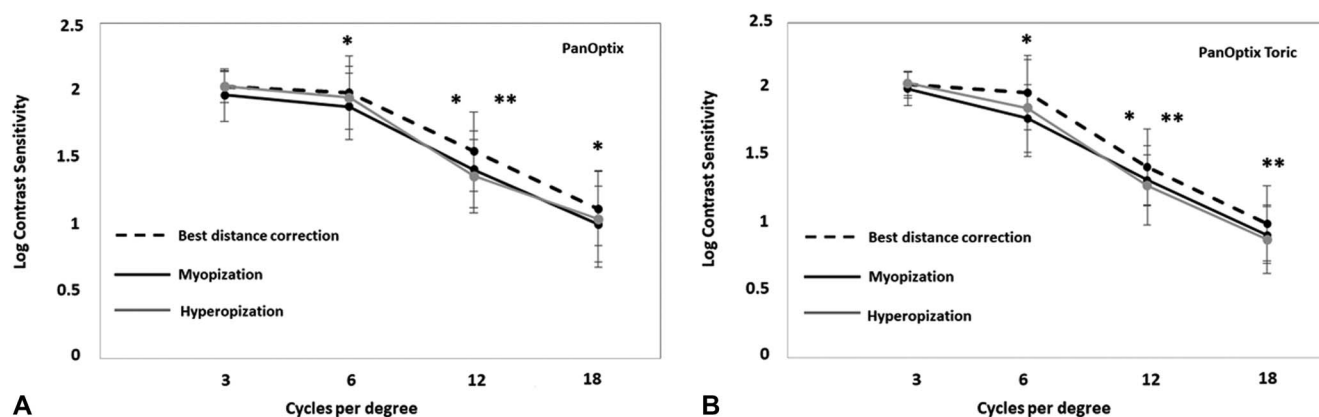 2.5
PanOptix
*
2
* **
*
1.5
Log Contrast Sensitivity
1
Best distance correction
Myopization
0.5
Hyperopization
0
3 6 12 18
Cycles per degree
A
2.5
PanOptix Toric
*
2
* **
**
1.5
Log Contrast Sensitivity
1
Best distance correction
Myopization
0.5
Hyperopization
0
3 6 12 18
Cycles per degree
B